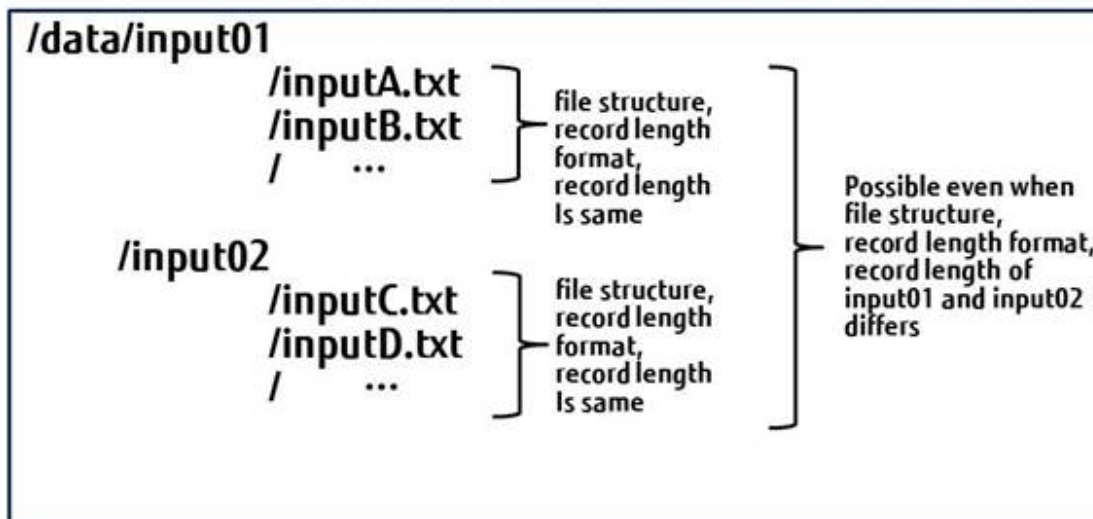 /data/input01
/inputA.txt
/inputB.txt
/ ...
file structure,
record length
format,
record length
Is same
/input02
/inputC.txt
/inputD.txt
/ ...
file structure,
record length
format,
record length
Is same
Possible even when
file structure,
record length format,
record length of
input01 and input02
differs